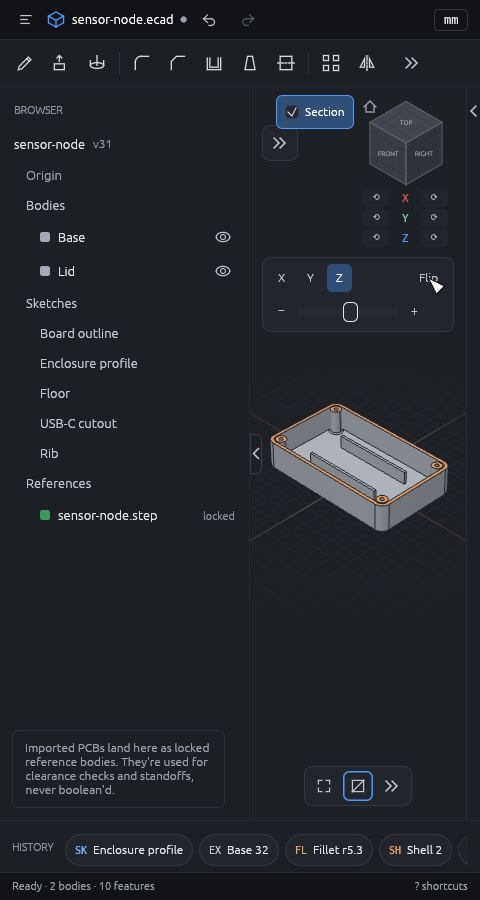 sensor-node.ecad
mm
BROWSER
sensor-node v31
Origin
Bodies
Base
Lid
Sketches
Board outline
Enclosure profile
Floor
USB-C cutout
Rib
References
sensor-node.step locked
Imported PCBs land here as locked
reference bodies. They're used for
clearance checks and standoffs,
never boolean'd.
Section
TOP
FRONT RIGHT
X
Y
Z
X Y Z Flip
− +
HISTORY SK Enclosure profile EX Base 32 FL Fillet r5.3 SH Shell 2
Ready · 2 bodies · 10 features ? shortcuts